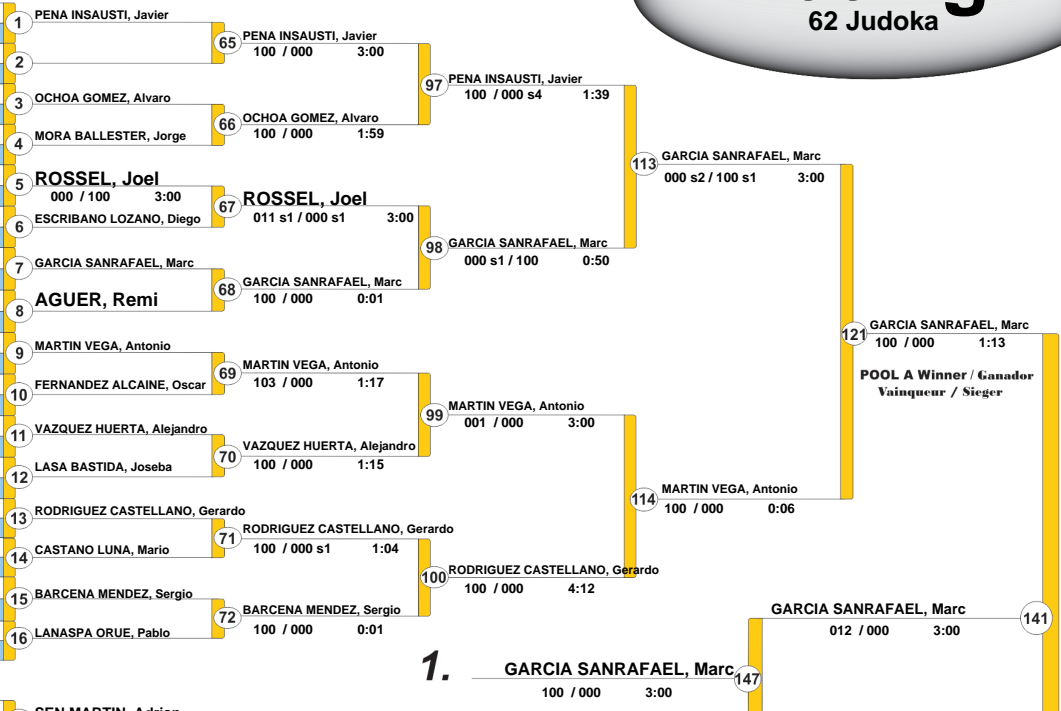 62 Judoka
1 PENA INSAUSTI, Javier
2
3 OCHOA GOMEZ, Alvaro
4 MORA BALLESTER, Jorge
5 ROSSEL, Joel
000 / 100 3:00
6 ESCRIBANO LOZANO, Diego
7 GARCIA SANRAFAEL, Marc
8 AGUER, Remi
9 MARTIN VEGA, Antonio
10 FERNANDEZ ALCAINE, Oscar
11 VAZQUEZ HUERTA, Alejandro
12 LASA BASTIDA, Joseba
13 RODRIGUEZ CASTELLANO, Gerardo
14 CASTANO LUNA, Mario
15 BARCENA MENDEZ, Sergio
16 LANASPA ORUE, Pablo
65 PENA INSAUSTI, Javier
100 / 000 3:00
66 OCHOA GOMEZ, Alvaro
100 / 000 1:59
67 ROSSEL, Joel
011 s1 / 000 s1 3:00
68 GARCIA SANRAFAEL, Marc
100 / 000 0:01
69 MARTIN VEGA, Antonio
103 / 000 1:17
70 VAZQUEZ HUERTA, Alejandro
100 / 000 1:15
71 RODRIGUEZ CASTELLANO, Gerardo
100 / 000 s1 1:04
72 BARCENA MENDEZ, Sergio
100 / 000 0:01
97 PENA INSAUSTI, Javier
100 / 000 s4 1:39
98 GARCIA SANRAFAEL, Marc
000 s1 / 100 0:50
99 MARTIN VEGA, Antonio
001 / 000 3:00
100 RODRIGUEZ CASTELLANO, Gerardo
100 / 000 4:12
113 GARCIA SANRAFAEL, Marc
000 s2 / 100 s1 3:00
114 MARTIN VEGA, Antonio
100 / 000 0:06
121 GARCIA SANRAFAEL, Marc
100 / 000 1:13
POOL A Winner / Ganador
Vainqueur / Sieger
GARCIA SANRAFAEL, Marc 141
012 / 000 3:00
1. GARCIA SANRAFAEL, Marc 147
100 / 000 3:00
SEN MARTIN, Adrian